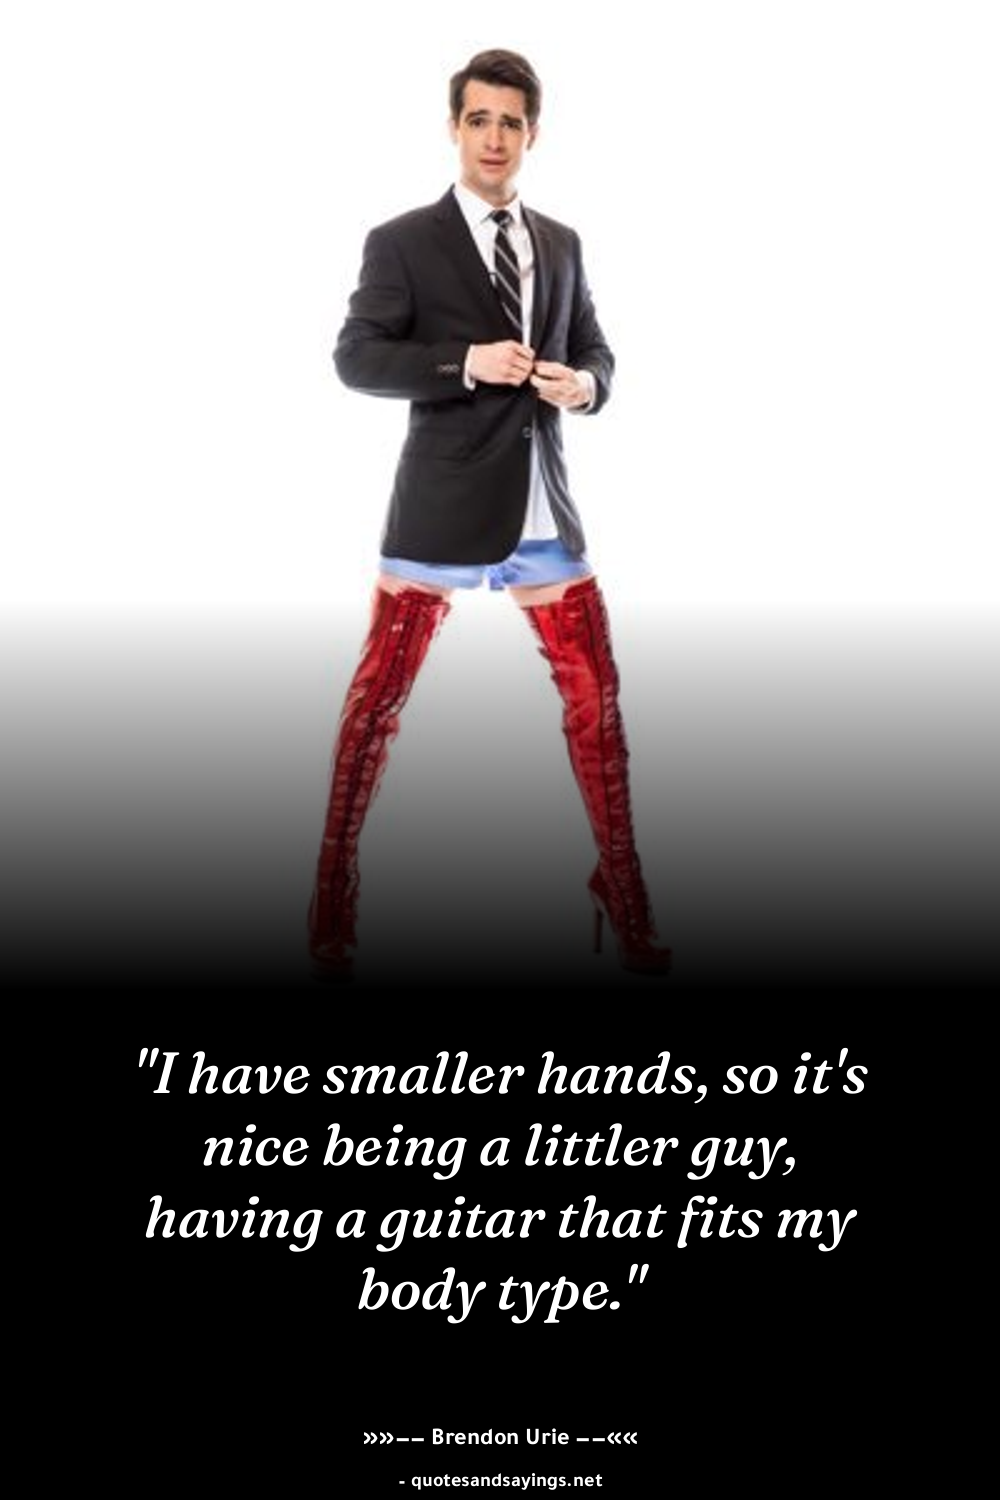 "I have smaller hands, so it's
nice being a littler guy,
having a guitar that fits my
body type."
»»–– Brendon Urie ––««
- quotesandsayings.net